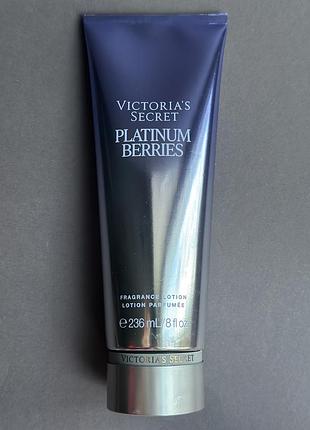 VICTORIA'S
SECRET
PLATINUM
BERRIES
FRAGRANCE LOTION
LOTION PARFUMÉE
℮ 236 mL/8 fl oz
VICTORIA'S SECRET